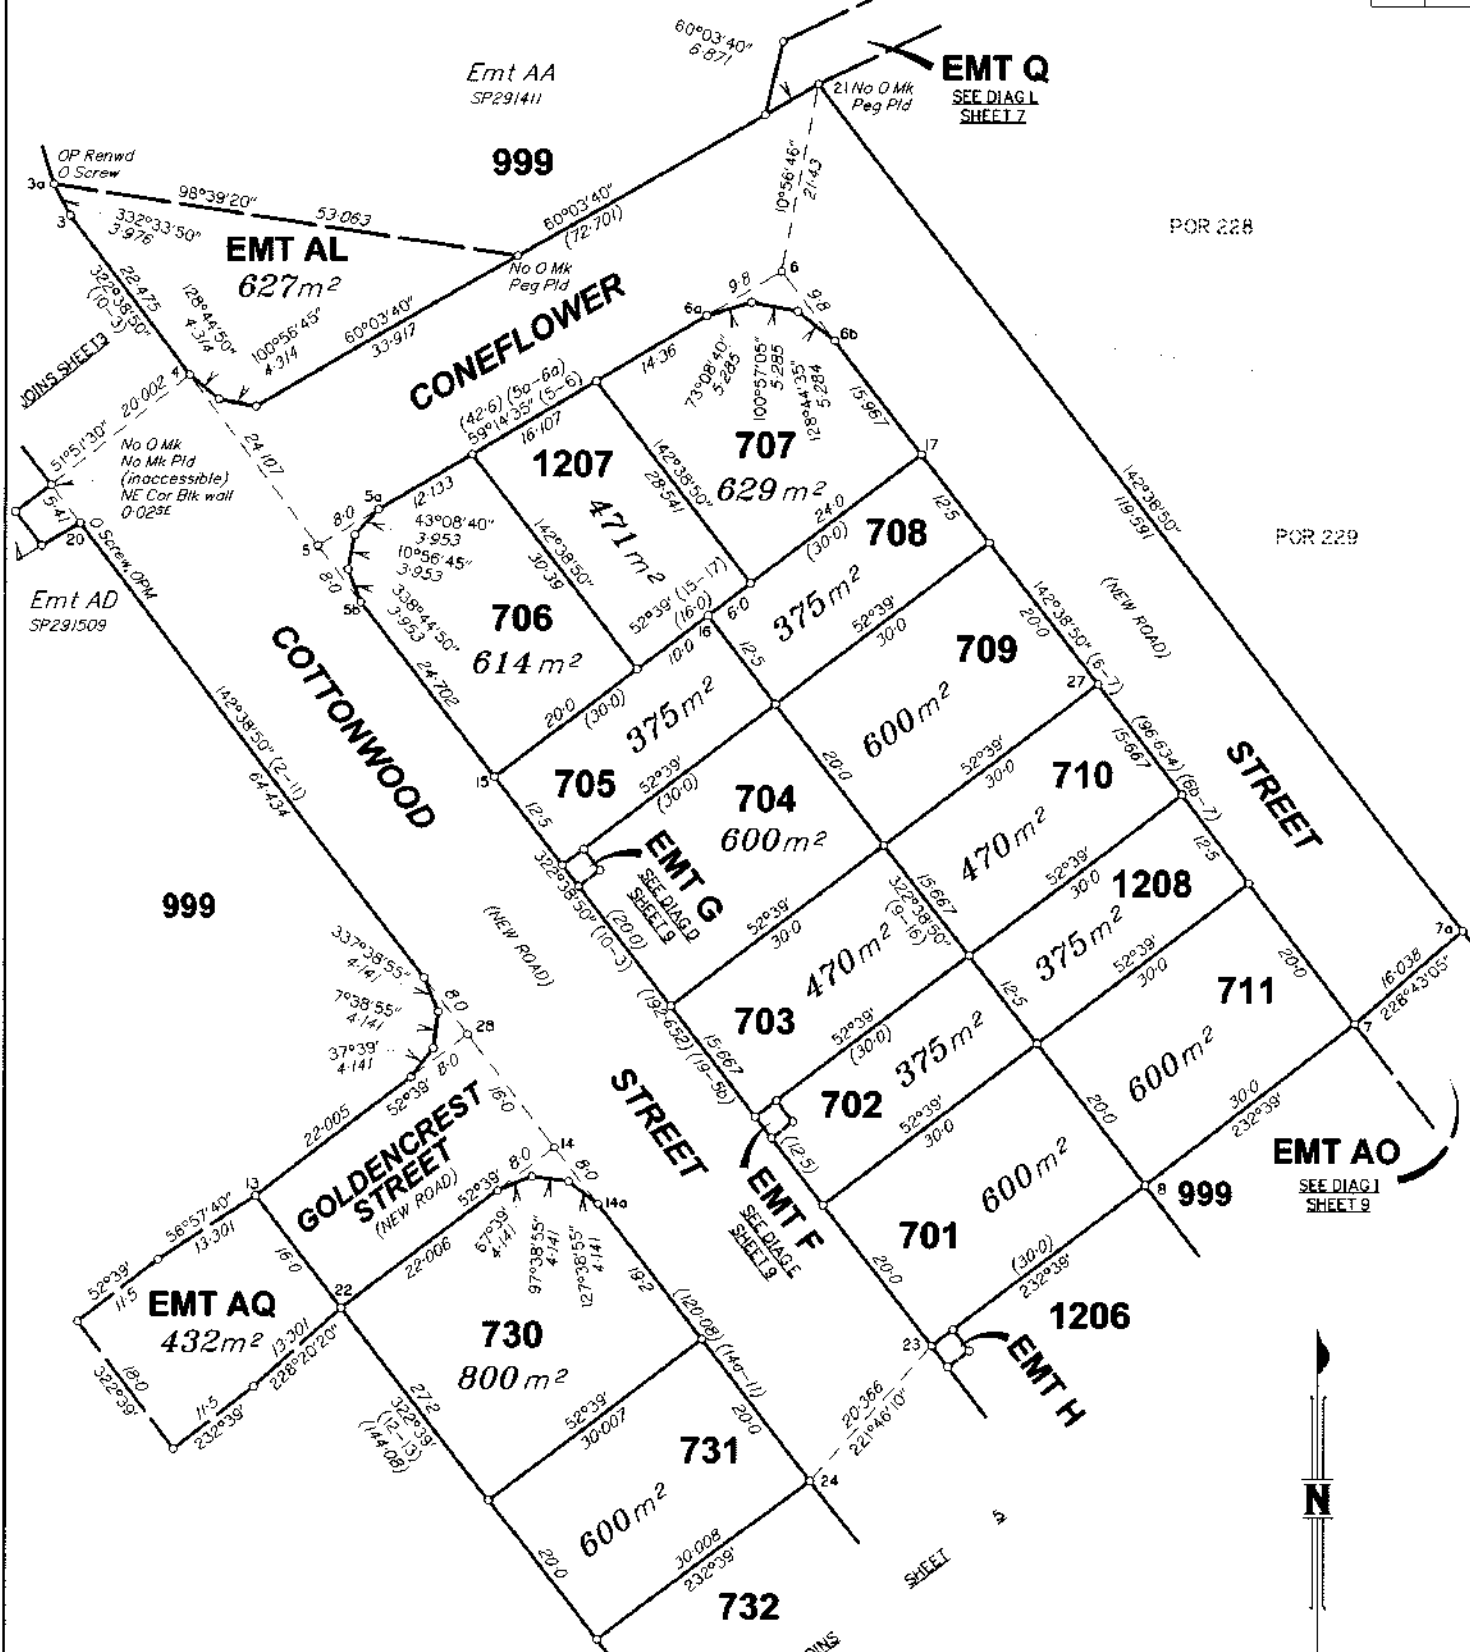 60°03'40"
6·871
EMT Q
SEE DIAG L
SHEET 7
Emt AA
SP291411
21 No O Mk
Peg Pld
999
OP Renwd
O Screw
3a
3
98°39'20"
53·063
332°33'50"
3·976
EMT AL
627m²
60°03'40"
(72·701)
10°56'46"
21·43
POR 228
No O Mk
Peg Pld
22·475
322°38'50"
(10-3)
128°44'50"
4·314
100°56'45"
4·314
60°03'40"
33·917
CONEFLOWER
6
9·8
9·8
6a
6b
JOINS SHEET 3
4
20·002
51°51'30"
24·107
No O Mk
No Mk Pld
(inaccessible)
NE Cor Blk wall
0·02SE
5·41
20
O Screw, OPM
Emt AD
SP291509
14·36
73°08'40"
5·285
100°57'05"
5·285
128°44'35"
5·284
15·967
(42·6) (5a-6a)
59°14'35" (5-6)
16·107
1207
471m²
142°38'50"
28·541
707
629 m²
17
142°38'50"
119·591
POR 229
(NEW ROAD)
12·133
5a
8·0
5
8·0
5b
43°08'40"
3·953
10°56'45"
3·953
338°44'50"
3·953
142°38'50"
30·39
706
614 m²
24·0
(30·0)
708
375m²
12·5
52°39' (15-17)
(16·0)
6·0
16
10·0
52°39'
30·0
12·5
709
600m²
20·0
142°38'50" (6-7)
27
COTTONWOOD
24·702
20·0
(30·0)
375m²
705
52°39'
(30·0)
15
12·5
704
600m²
20·0
52°39'
30·0
710
470m²
(96·634) (6b-7)
15·667
STREET
142°38'50" (2-11)
64·434
EMT G
SEE DIAG D
SHEET 9
322°38'50" (10-3)
(20·0)
(NEW ROAD)
52°39'
30·0
15·667
322°38'50"
(9-16)
52°39'
30·0
1208
375m²
12·5
999
470m²
703
(192·652) (19-5b)
15·667
52°39'
(30·0)
12·5
52°39'
30·0
711
600m²
20·0
7a
16·038
228°43'05"
7
337°38'55"
4·141
7°38'55"
4·141
37°39'
4·141
8·0
28
8·0
52°39'
16·0
STREET
375m²
702
(12·5)
52°39'
30·0
20·0
30·0
232°39'
EMT AO
SEE DIAG I
SHEET 9
22·005
GOLDENCREST
STREET
(NEW ROAD)
13
58°57'40"
13·301
16·0
14
8·0
8·0
52°39'
14a
EMT F
SEE DIAG E
SHEET 9
600m²
701
20·0
8
999
(30·0)
232°39'
52°39'
11·5
EMT AQ
432m²
22
13·301
228°20'20"
18·0
322°39'
11·5
232°39'
22·006
67°39'
4·141
97°38'55"
4·141
127°38'55"
4·141
19·2
(120·08) (14a-11)
730
800 m²
23
1206
EMT H
27·2
322°39'
(12-13)
(144·08)
52°39'
30·007
20·0
20·366
221°46'10"
731
600m²
24
20·0
30·008
232°39'
SHEET 5
732
N